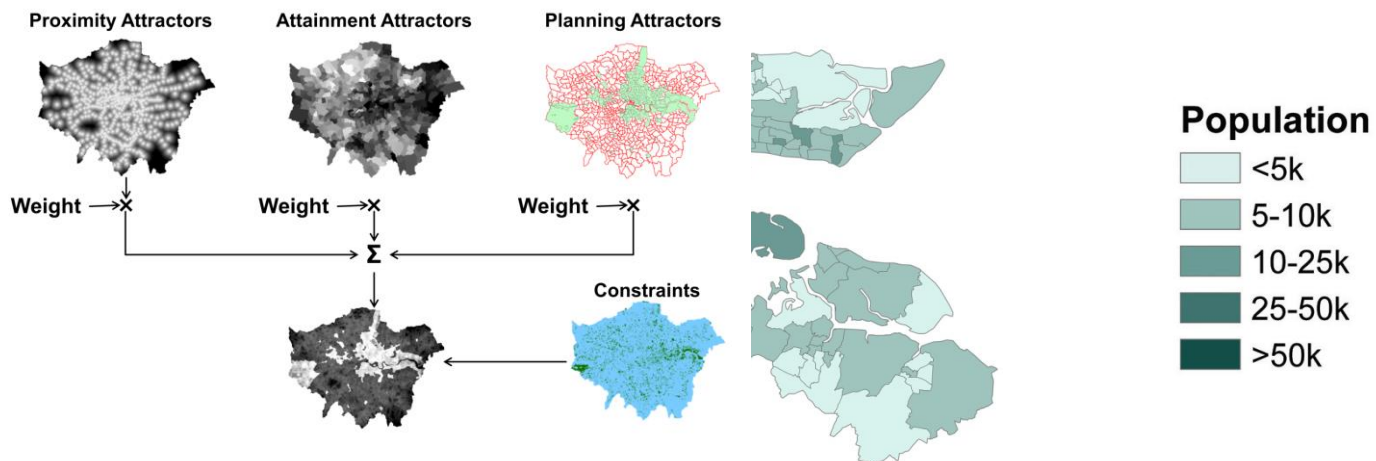 Proximity Attractors
Attainment Attractors
Planning Attractors
Weight
×
Weight
×
Weight
×
Σ
Constraints
Population
<5k
5-10k
10-25k
25-50k
>50k